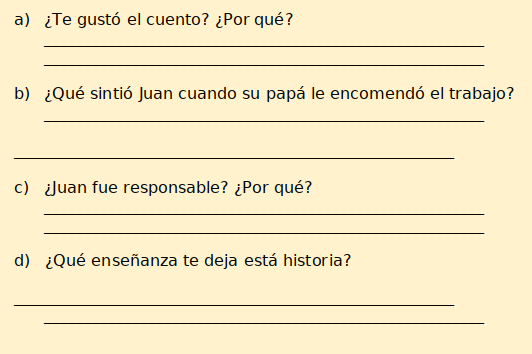 a) ¿Te gustó el cuento? ¿Por qué?
b) ¿Qué sintió Juan cuando su papá le encomendó el trabajo?
c) ¿Juan fue responsable? ¿Por qué?
d) ¿Qué enseñanza te deja está historia?